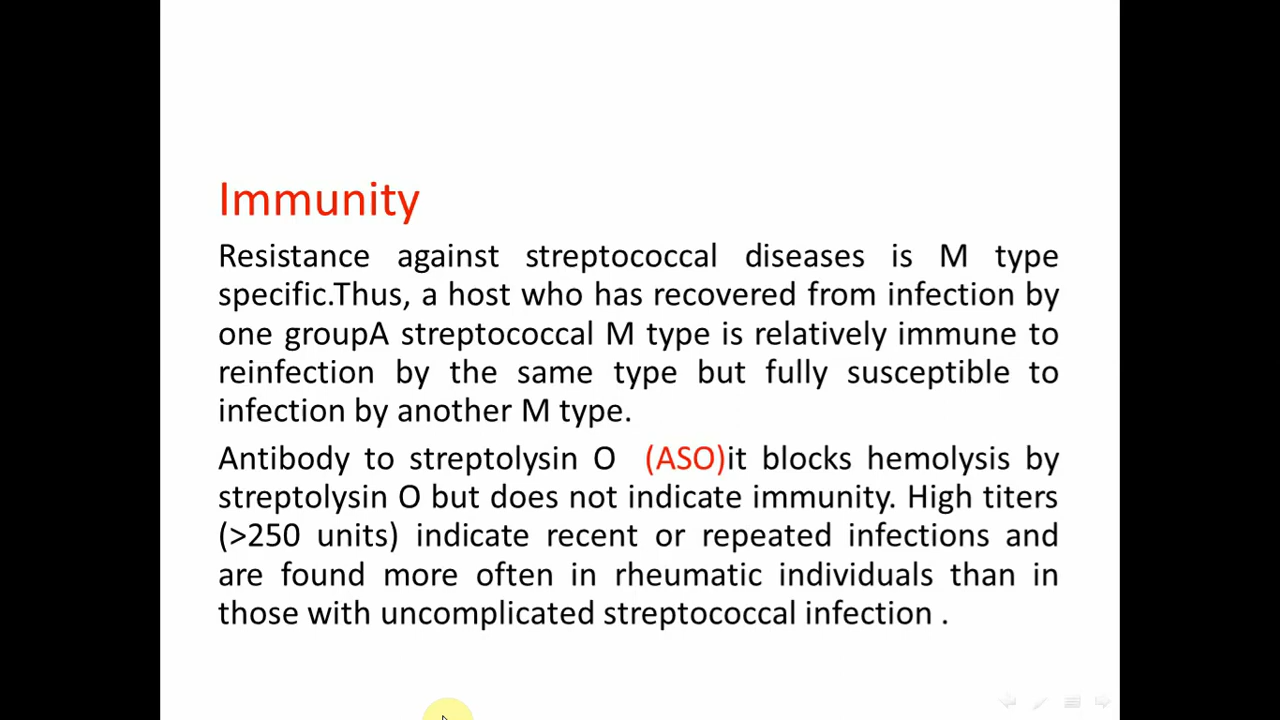 Immunity
Resistance against streptococcal diseases is M type
specific.Thus, a host who has recovered from infection by
one groupA streptococcal M type is relatively immune to
reinfection by the same type but fully susceptible to
infection by another M type.
Antibody to streptolysin O (ASO)it blocks hemolysis by
streptolysin O but does not indicate immunity. High titers
(>250 units) indicate recent or repeated infections and
are found more often in rheumatic individuals than in
those with uncomplicated streptococcal infection .